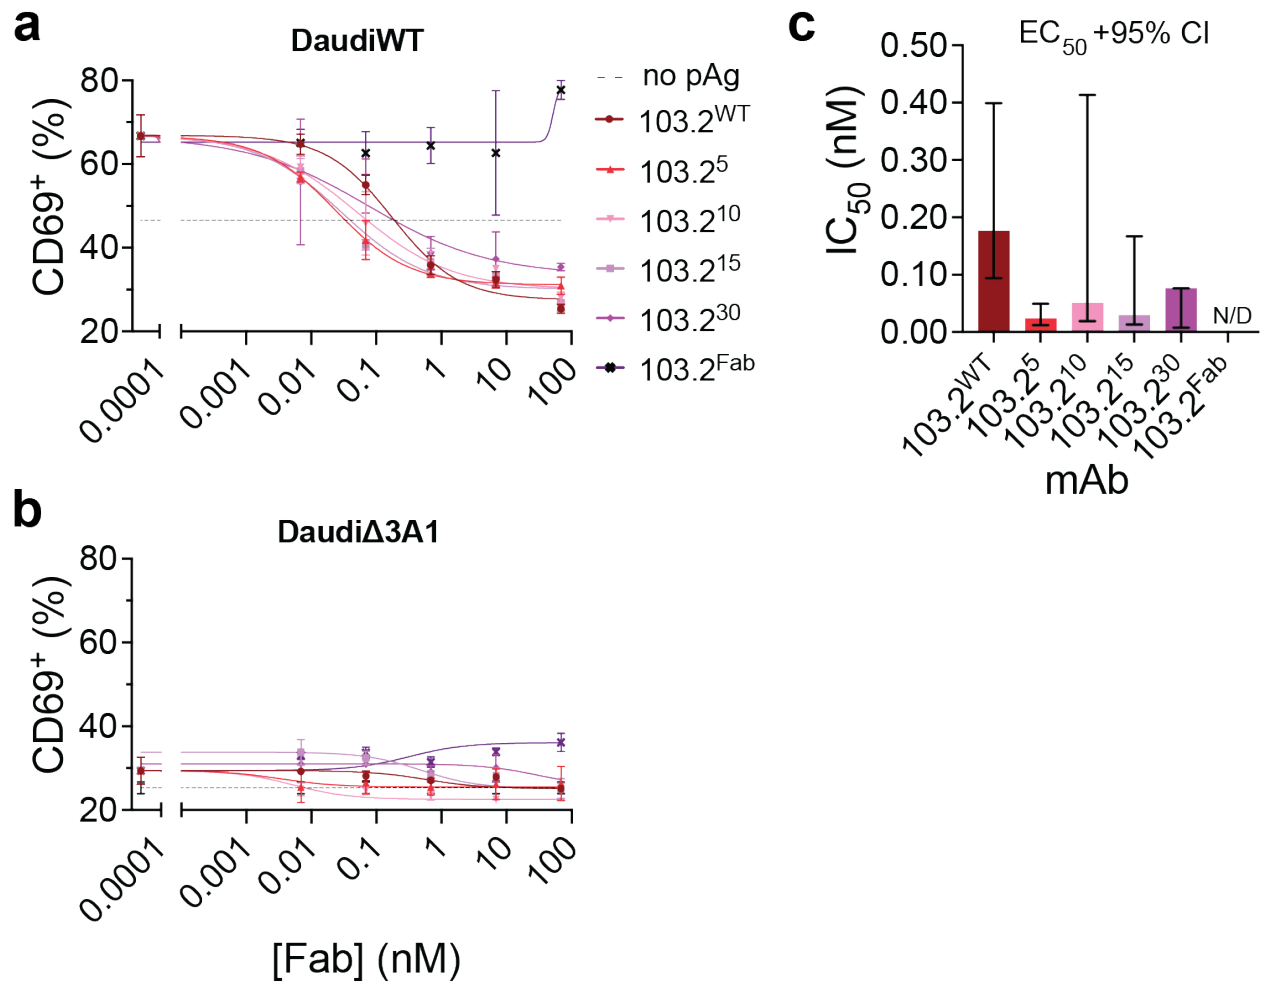 a
DaudiWT
CD69⁺ (%)
80
60
40
20
0.0001
0.001
0.01
0.1
1
10
100
no pAg
103.2ᵂᵀ
103.2⁵
103.2¹⁰
103.2¹⁵
103.2³⁰
103.2ᶠᵃᵇ
c
EC₅₀ +95% CI
IC₅₀ (nM)
0.50
0.40
0.30
0.20
0.10
0.00
N/D
103.2ᵂᵀ
103.2⁵
103.2¹⁰
103.2¹⁵
103.2³⁰
103.2ᶠᵃᵇ
mAb
b
DaudiΔ3A1
CD69⁺ (%)
80
60
40
20
0.0001
0.001
0.01
0.1
1
10
100
[Fab] (nM)